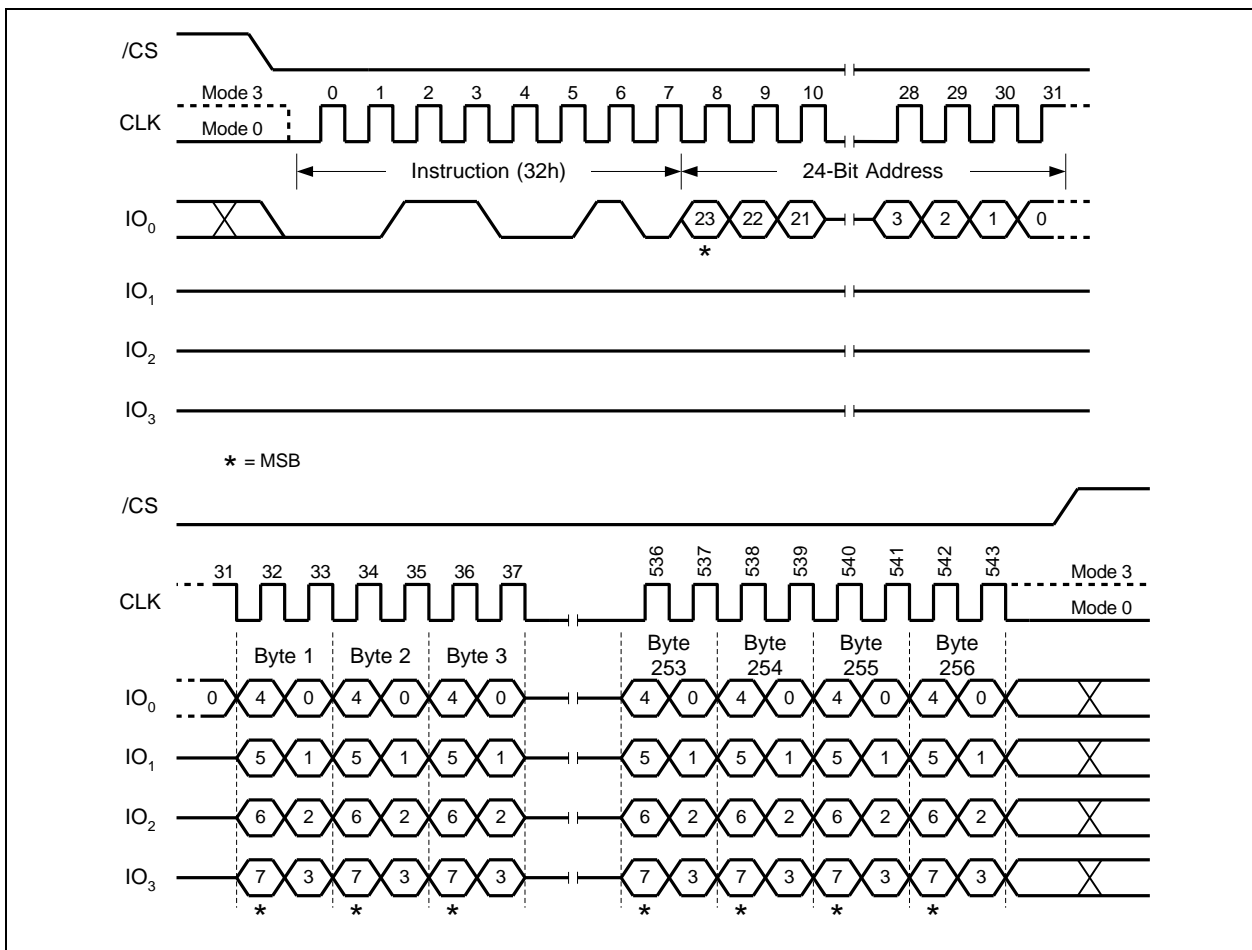 /CS
Mode 3 0 1 2 3 4 5 6 7 8 9 10 28 29 30 31
CLK
Mode 0
Instruction (32h) 24-Bit Address
IO0 23 22 21 3 2 1 0
*
IO1
IO2
IO3
* = MSB
/CS
31 32 33 34 35 36 37 536 537 538 539 540 541 542 543
Mode 3
CLK
Mode 0
Byte 1 Byte 2 Byte 3 Byte 253 Byte 254 Byte 255 Byte 256
IO0 0 4 0 4 0 4 0 4 0 4 0 4 0 4 0
IO1 5 1 5 1 5 1 5 1 5 1 5 1 5 1
IO2 6 2 6 2 6 2 6 2 6 2 6 2 6 2
IO3 7 3 7 3 7 3 7 3 7 3 7 3 7 3
* * * * * * *